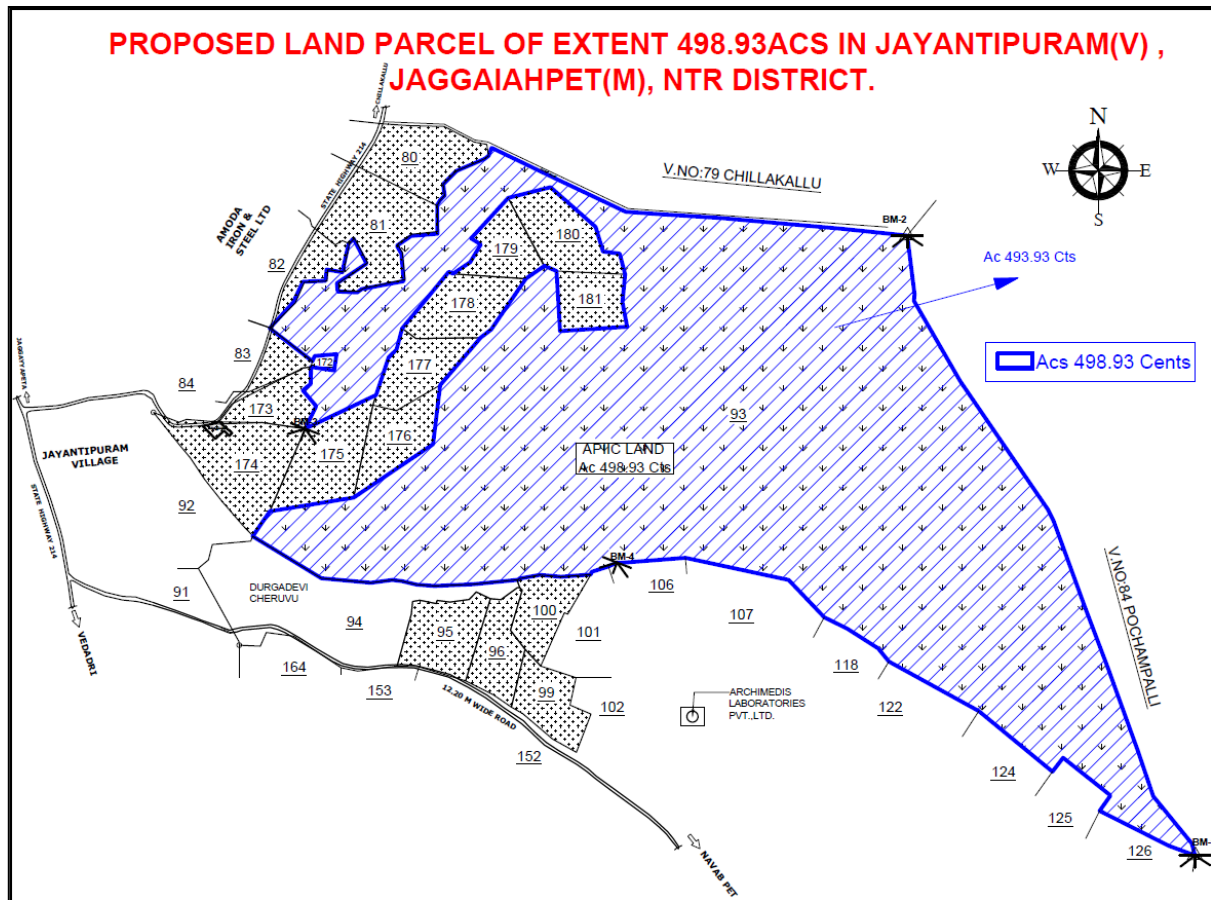 PROPOSED LAND PARCEL OF EXTENT 498.93ACS IN JAYANTIPURAM(V) ,
JAGGAIAHPET(M), NTR DISTRICT.
CHILLAKALLU
STATE HIGHWAY 214
80
V.NO:79 CHILLAKALLU
N
W
E
S
AMODA
IRON &
STEEL LTD
81
82
179
180
BM-2
Ac 493.93 Cts
178
181
83
172
177
Acs 498.93 Cents
JAGGAYYAPETA
84
173
93
JAYANTIPURAM
VILLAGE
174
175
176
APIIC LAND
Ac 498.93 Cts
STATE HIGHWAY 214
92
BM-4
106
91
DURGADEVI
CHERUVU
94
95
96
100
101
107
118
V.NO:84 POCHAMPALLI
VEDADRI
164
153
99
102
12.20 M WIDE ROAD
ARCHIMEDIS
LABORATORIES
PVT.,LTD.
122
152
124
125
126
BM-
NAVAB PET